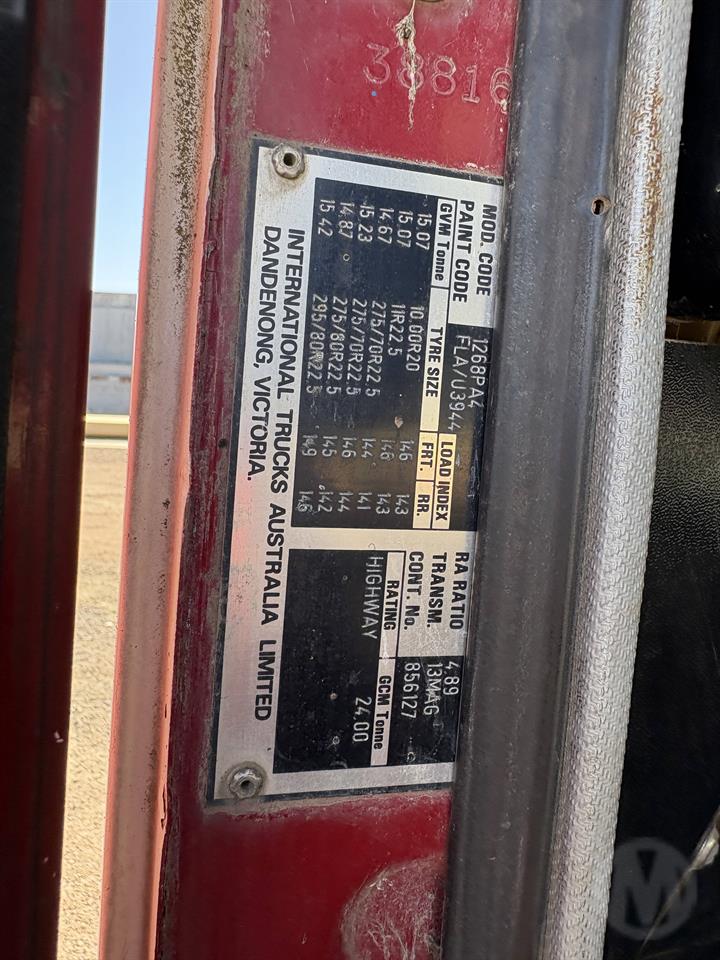 38816
MOD. CODE 1268PA4 RA RATIO 4.89
PAINT CODE FLA/U3944 TRANSM. 13MAG
CONT. No. 856127
GVM Tonne TYRE SIZE LOAD INDEX
FRT. RR.
RATING GCM Tonne
15.07 10.00R20 146 143
15.07 11R22.5 146 143
14.67 275/70R22.5 144 141
15.23 275/70R22.5 146 144
14.87 275/80R22.5 145 142
15.42 295/80R22.5 149 146
HIGHWAY 24.00
INTERNATIONAL TRUCKS AUSTRALIA LIMITED
DANDENONG, VICTORIA.
M